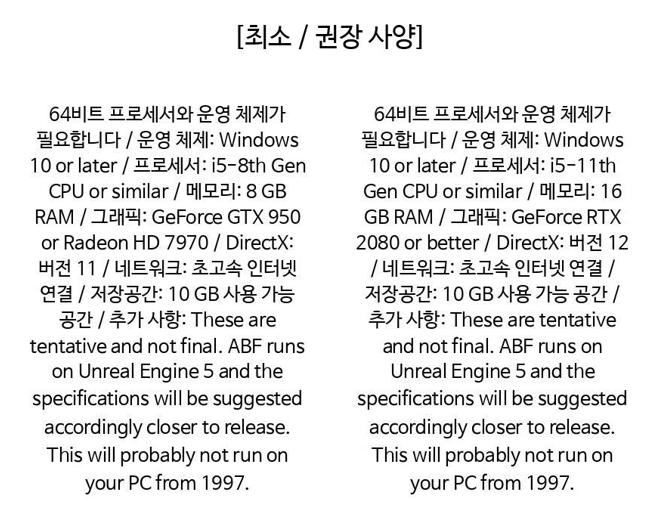 [최소 / 권장 사양]
64비트 프로세서와 운영 체제가
필요합니다 / 운영 체제: Windows
10 or later / 프로세서: i5-8th Gen
CPU or similar / 메모리: 8 GB
RAM / 그래픽: GeForce GTX 950
or Radeon HD 7970 / DirectX:
버전 11 / 네트워크: 초고속 인터넷
연결 / 저장공간: 10 GB 사용 가능
공간 / 추가 사항: These are
tentative and not final. ABF runs
on Unreal Engine 5 and the
specifications will be suggested
accordingly closer to release.
This will probably not run on
your PC from 1997.
64비트 프로세서와 운영 체제가
필요합니다 / 운영 체제: Windows
10 or later / 프로세서: i5-11th
Gen CPU or similar / 메모리: 16
GB RAM / 그래픽: GeForce RTX
2080 or better / DirectX: 버전 12
/ 네트워크: 초고속 인터넷 연결 /
저장공간: 10 GB 사용 가능 공간 /
추가 사항: These are tentative
and not final. ABF runs on
Unreal Engine 5 and the
specifications will be suggested
accordingly closer to release.
This will probably not run on
your PC from 1997.